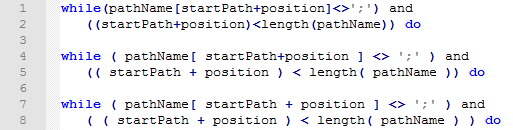 1 while(pathName[startPath+position]<>';') and
2 ((startPath+position)<length(pathName)) do
3
4 while ( pathName[ startPath+position ] <> ';' ) and
5 (( startPath + position ) < length( pathName )) do
6
7 while ( pathName[ startPath + position ] <> ';' ) and
8 ( ( startPath + position ) < length( pathName ) ) do